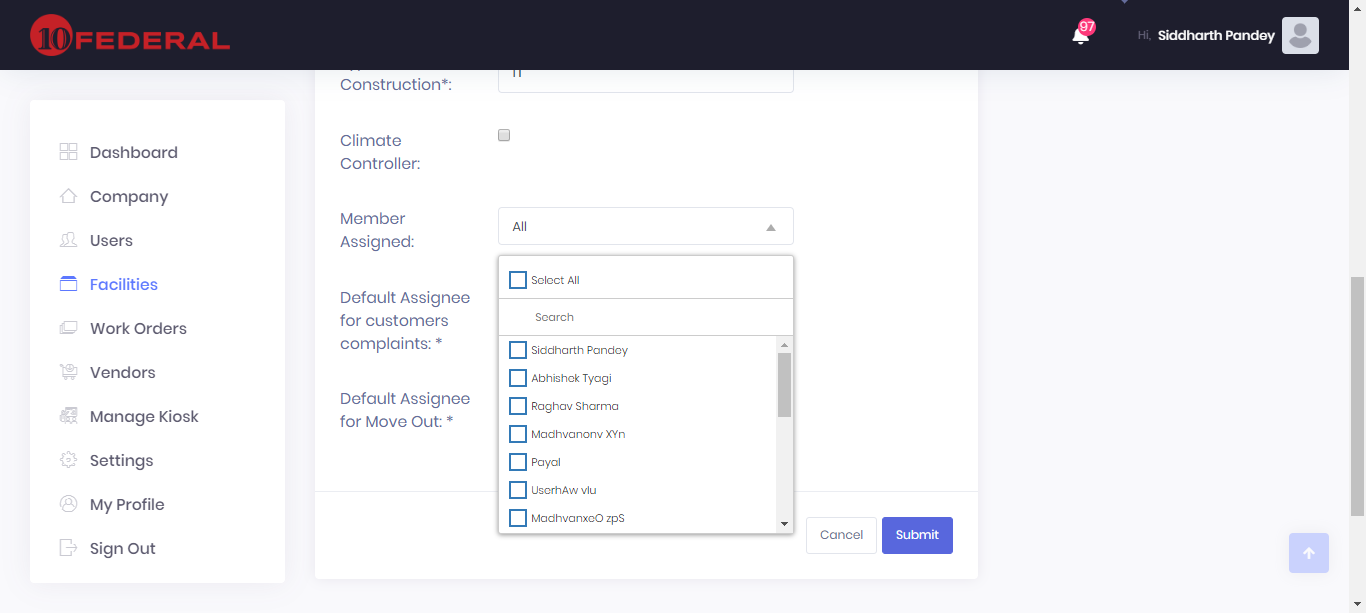 10 FEDERAL
97
Hi, Siddharth Pandey
Dashboard
Company
Users
Facilities
Work Orders
Vendors
Manage Kiosk
Settings
My Profile
Sign Out
Construction*:
Climate
Controller:
Member
Assigned:
All
Select All
Search
Siddharth Pandey
Abhishek Tyagi
Raghav Sharma
Madhvanonv XYn
Payal
UserhAw vIu
MadhvanxeO zpS
Default Assignee
for customers
complaints: *
Default Assignee
for Move Out: *
Cancel
Submit